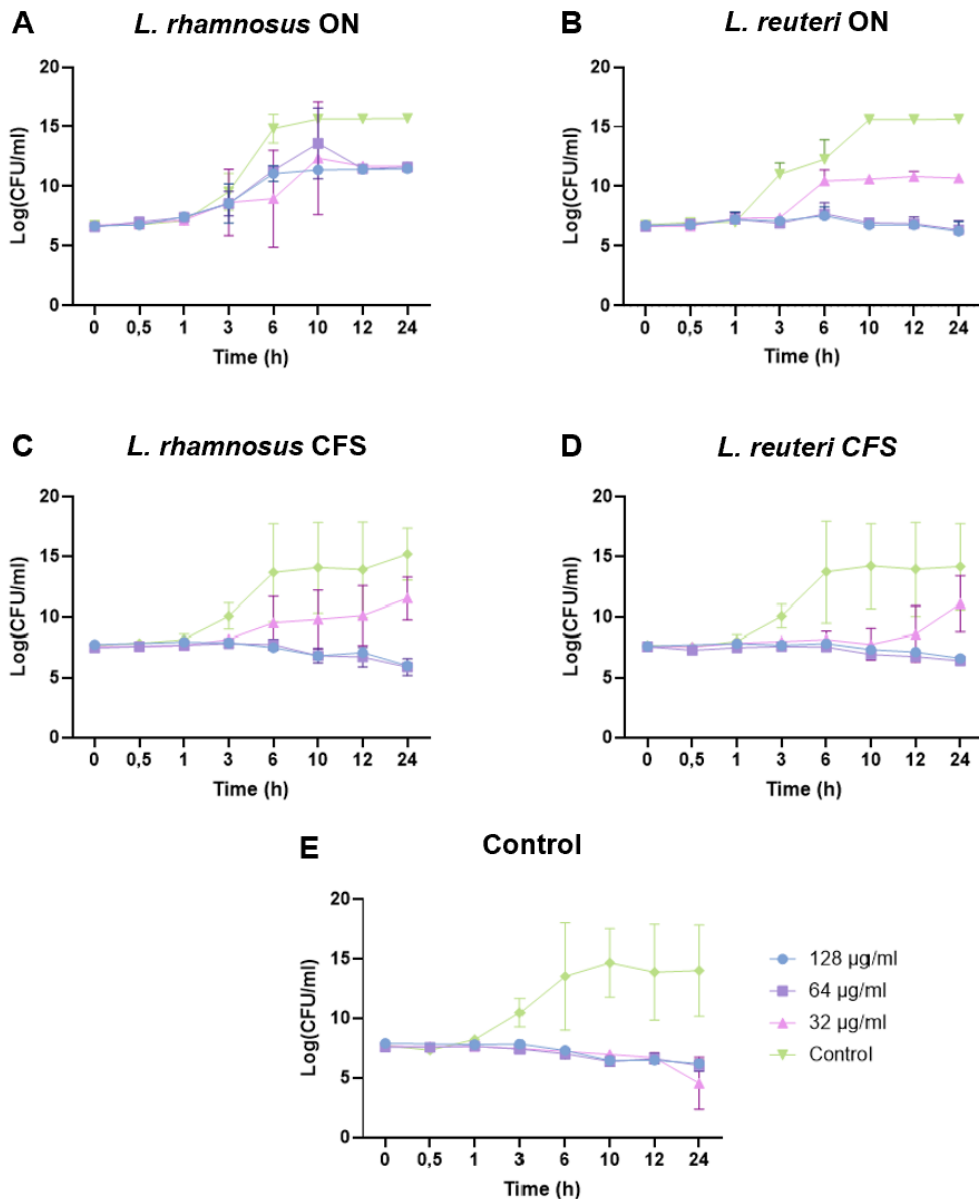 A
L. rhamnosus ON
20
15
10
5
0
Log(CFU/ml)
0 0,5 1 3 6 10 12 24
Time (h)
B
L. reuteri ON
20
15
10
5
0
Log(CFU/ml)
0 0,5 1 3 6 10 12 24
Time (h)
C
L. rhamnosus CFS
20
15
10
5
0
Log(CFU/ml)
0 0,5 1 3 6 10 12 24
Time (h)
D
L. reuteri CFS
20
15
10
5
0
Log(CFU/ml)
0 0,5 1 3 6 10 12 24
Time (h)
E
Control
20
15
10
5
0
Log(CFU/ml)
0 0,5 1 3 6 10 12 24
Time (h)
128 µg/ml
64 µg/ml
32 µg/ml
Control